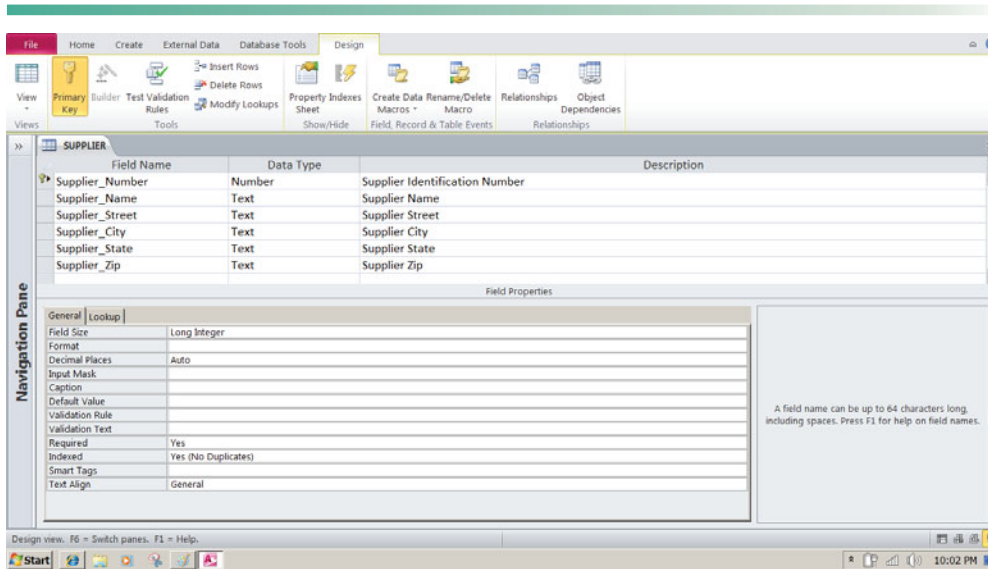 File Home Create External Data Database Tools Design
View
Primary Key
Builder
Test Validation Rules
Insert Rows
Delete Rows
Modify Lookups
Property Sheet
Indexes
Create Data Macros
Rename/Delete Macro
Relationships
Object Dependencies
Views Tools Show/Hide Field, Record & Table Events Relationships
SUPPLIER
Field Name Data Type Description
Supplier_Number Number Supplier Identification Number
Supplier_Name Text Supplier Name
Supplier_Street Text Supplier Street
Supplier_City Text Supplier City
Supplier_State Text Supplier State
Supplier_Zip Text Supplier Zip
Navigation Pane
Field Properties
General Lookup
Field Size Long Integer
Format
Decimal Places Auto
Input Mask
Caption
Default Value
Validation Rule
Validation Text
Required Yes
Indexed Yes (No Duplicates)
Smart Tags
Text Align General
A field name can be up to 64 characters long,
including spaces. Press F1 for help on field names.
Design view. F6 = Switch panes. F1 = Help.
Start 10:02 PM